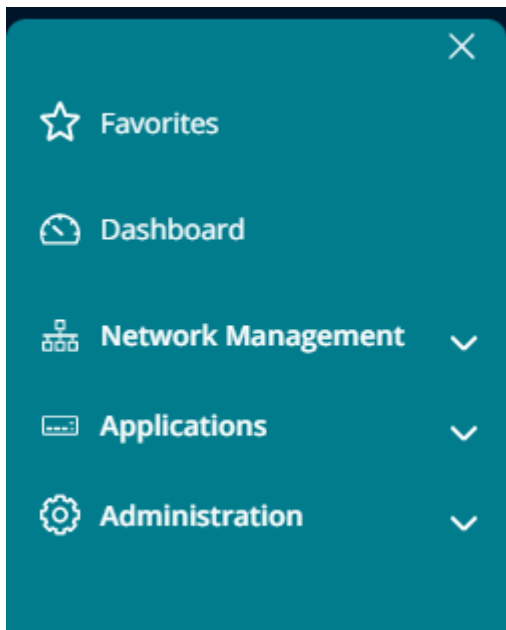 Favorites
Dashboard
Network Management
Applications
Administration